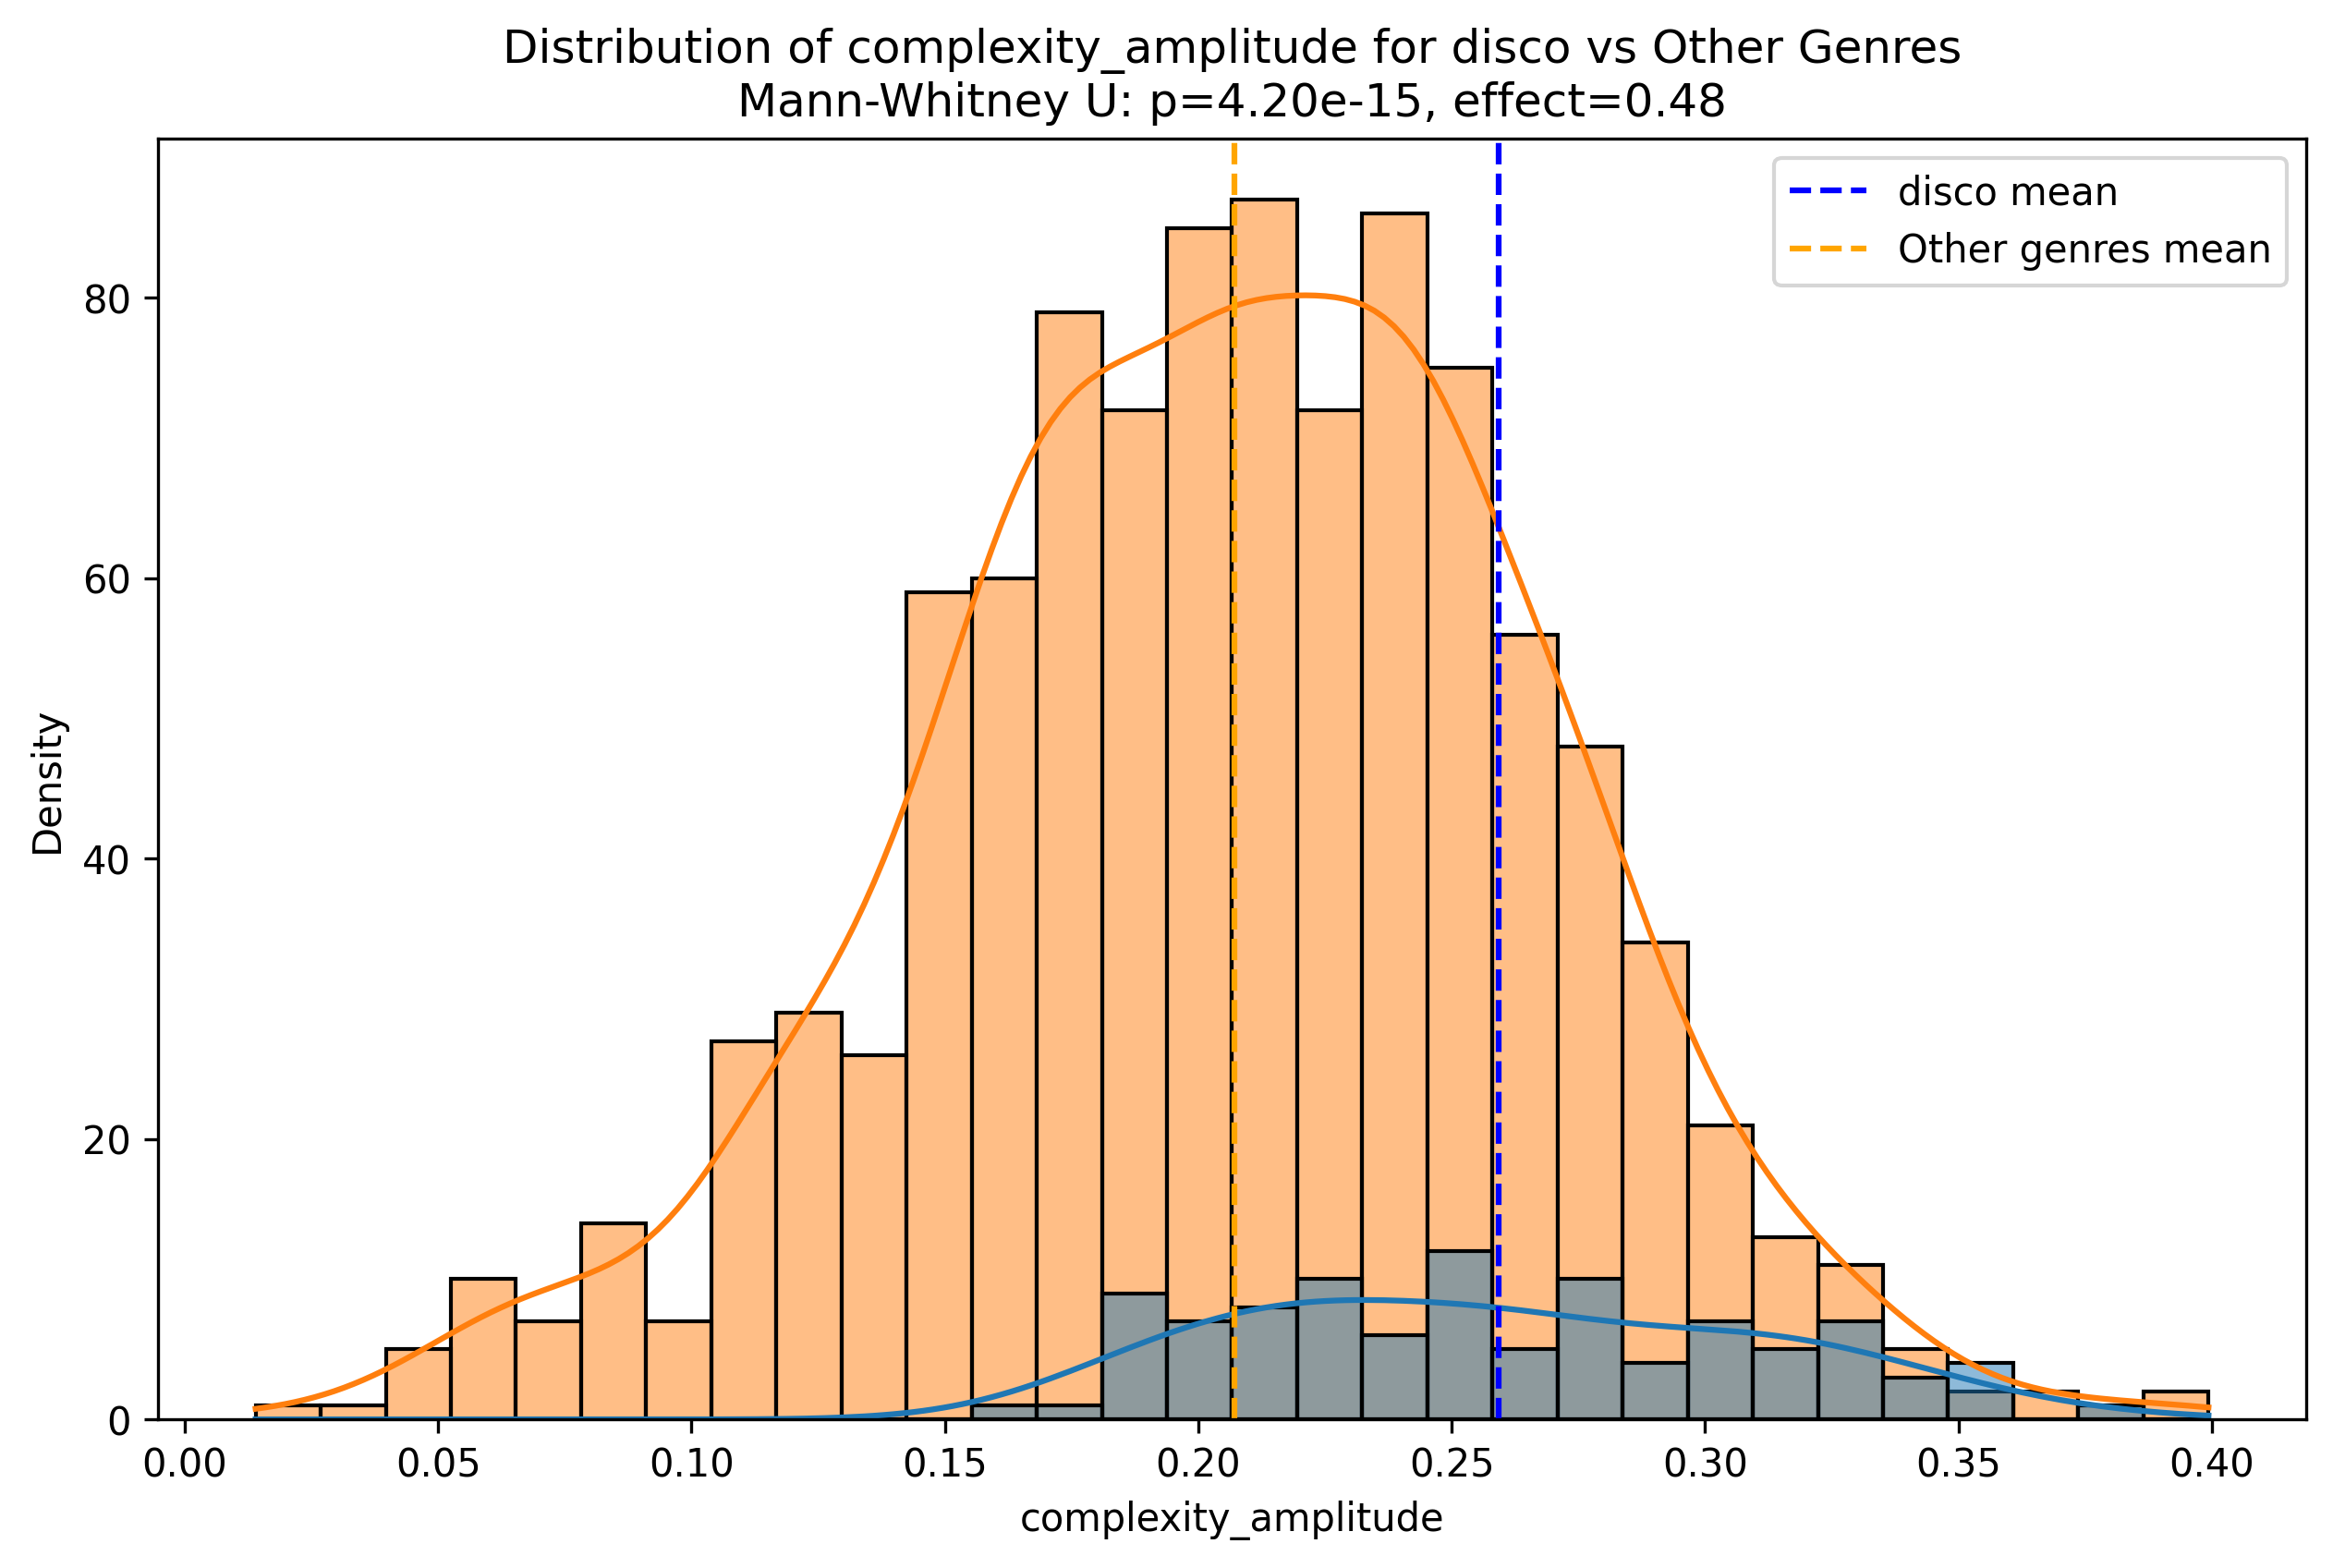 Distribution of complexity_amplitude for disco vs Other Genres
Mann-Whitney U: p=4.20e-15, effect=0.48
disco mean
Other genres mean
Density
80
60
40
20
0
0.00 0.05 0.10 0.15 0.20 0.25 0.30 0.35 0.40
complexity_amplitude